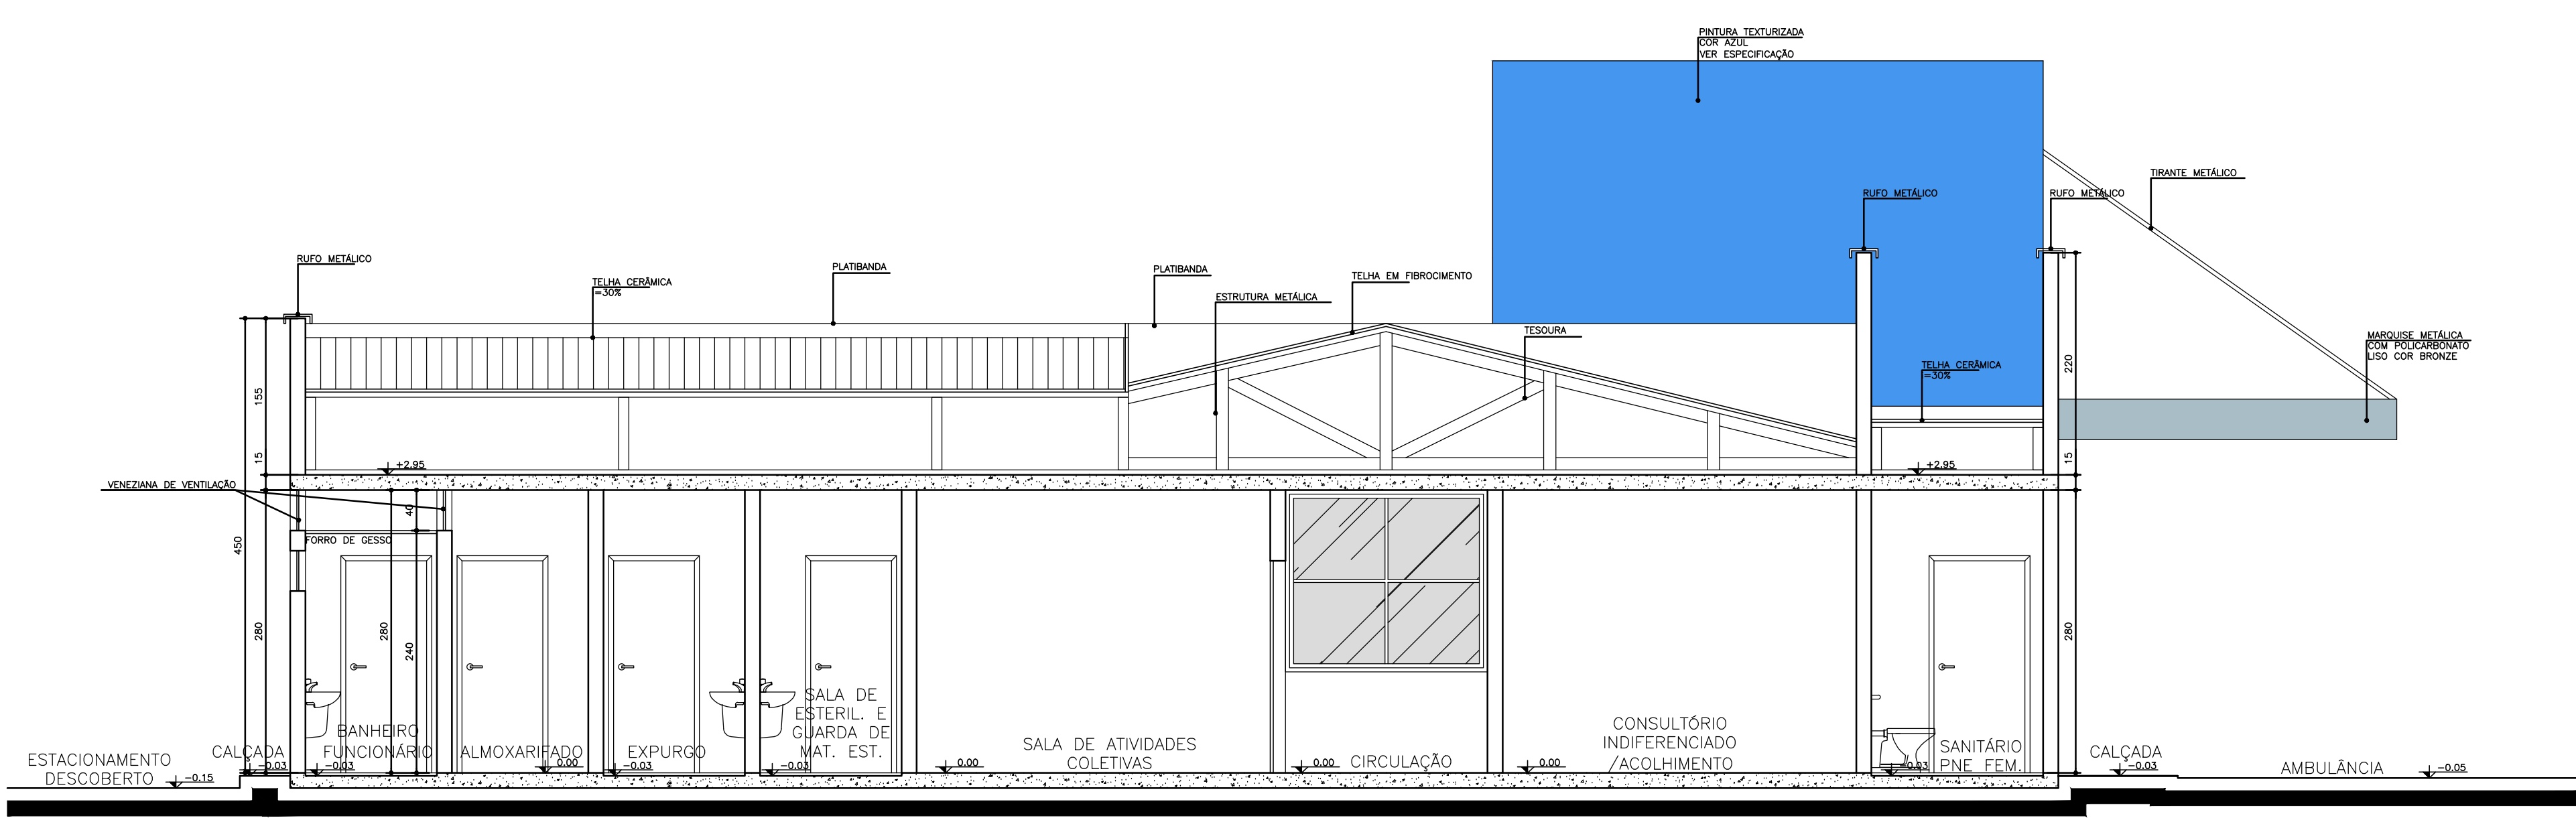 PINTURA TEXTURIZADA
COR AZUL
VER ESPECIFICAÇÃO
TIRANTE METÁLICO
RUFO METÁLICO
RUFO METÁLICO
RUFO METÁLICO
TELHA CERÂMICA
=30%
PLATIBANDA
PLATIBANDA
TELHA EM FIBROCIMENTO
ESTRUTURA METÁLICA
TESOURA
MARQUISE METÁLICA
COM POLICARBONATO
LISO COR BRONZE
TELHA CERÂMICA
=30%
155
15
450
280
+2.95
+2.95
220
15
280
VENEZIANA DE VENTILAÇÃO
40
FORRO DE GESSO
280
240
ESTACIONAMENTO
DESCOBERTO
-0.15
CALÇADA
-0.03
BANHEIRO
FUNCIONÁRIO
-0.03
ALMOXARIFADO
0.00
EXPURGO
-0.03
SALA DE
ESTERIL. E
GUARDA DE
MAT. EST.
-0.03
SALA DE ATIVIDADES
COLETIVAS
0.00
CIRCULAÇÃO
0.00
CONSULTÓRIO
INDIFERENCIADO
/ACOLHIMENTO
0.00
SANITÁRIO
PNE FEM.
-0.03
CALÇADA
-0.03
AMBULÂNCIA
-0.05